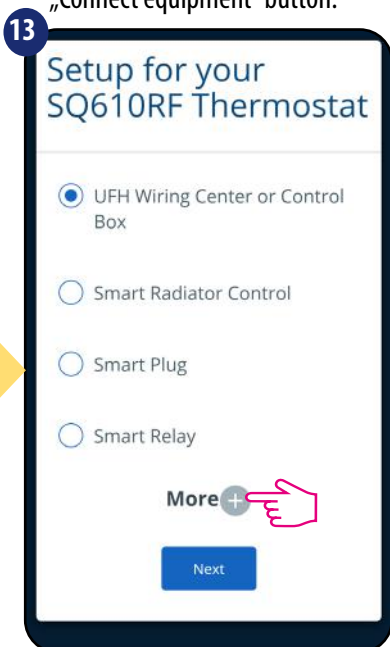 „Connect equipment" button.
13
Setup for your
SQ610RF Thermostat
UFH Wiring Center or Control
Box
Smart Radiator Control
Smart Plug
Smart Relay
More +
Next